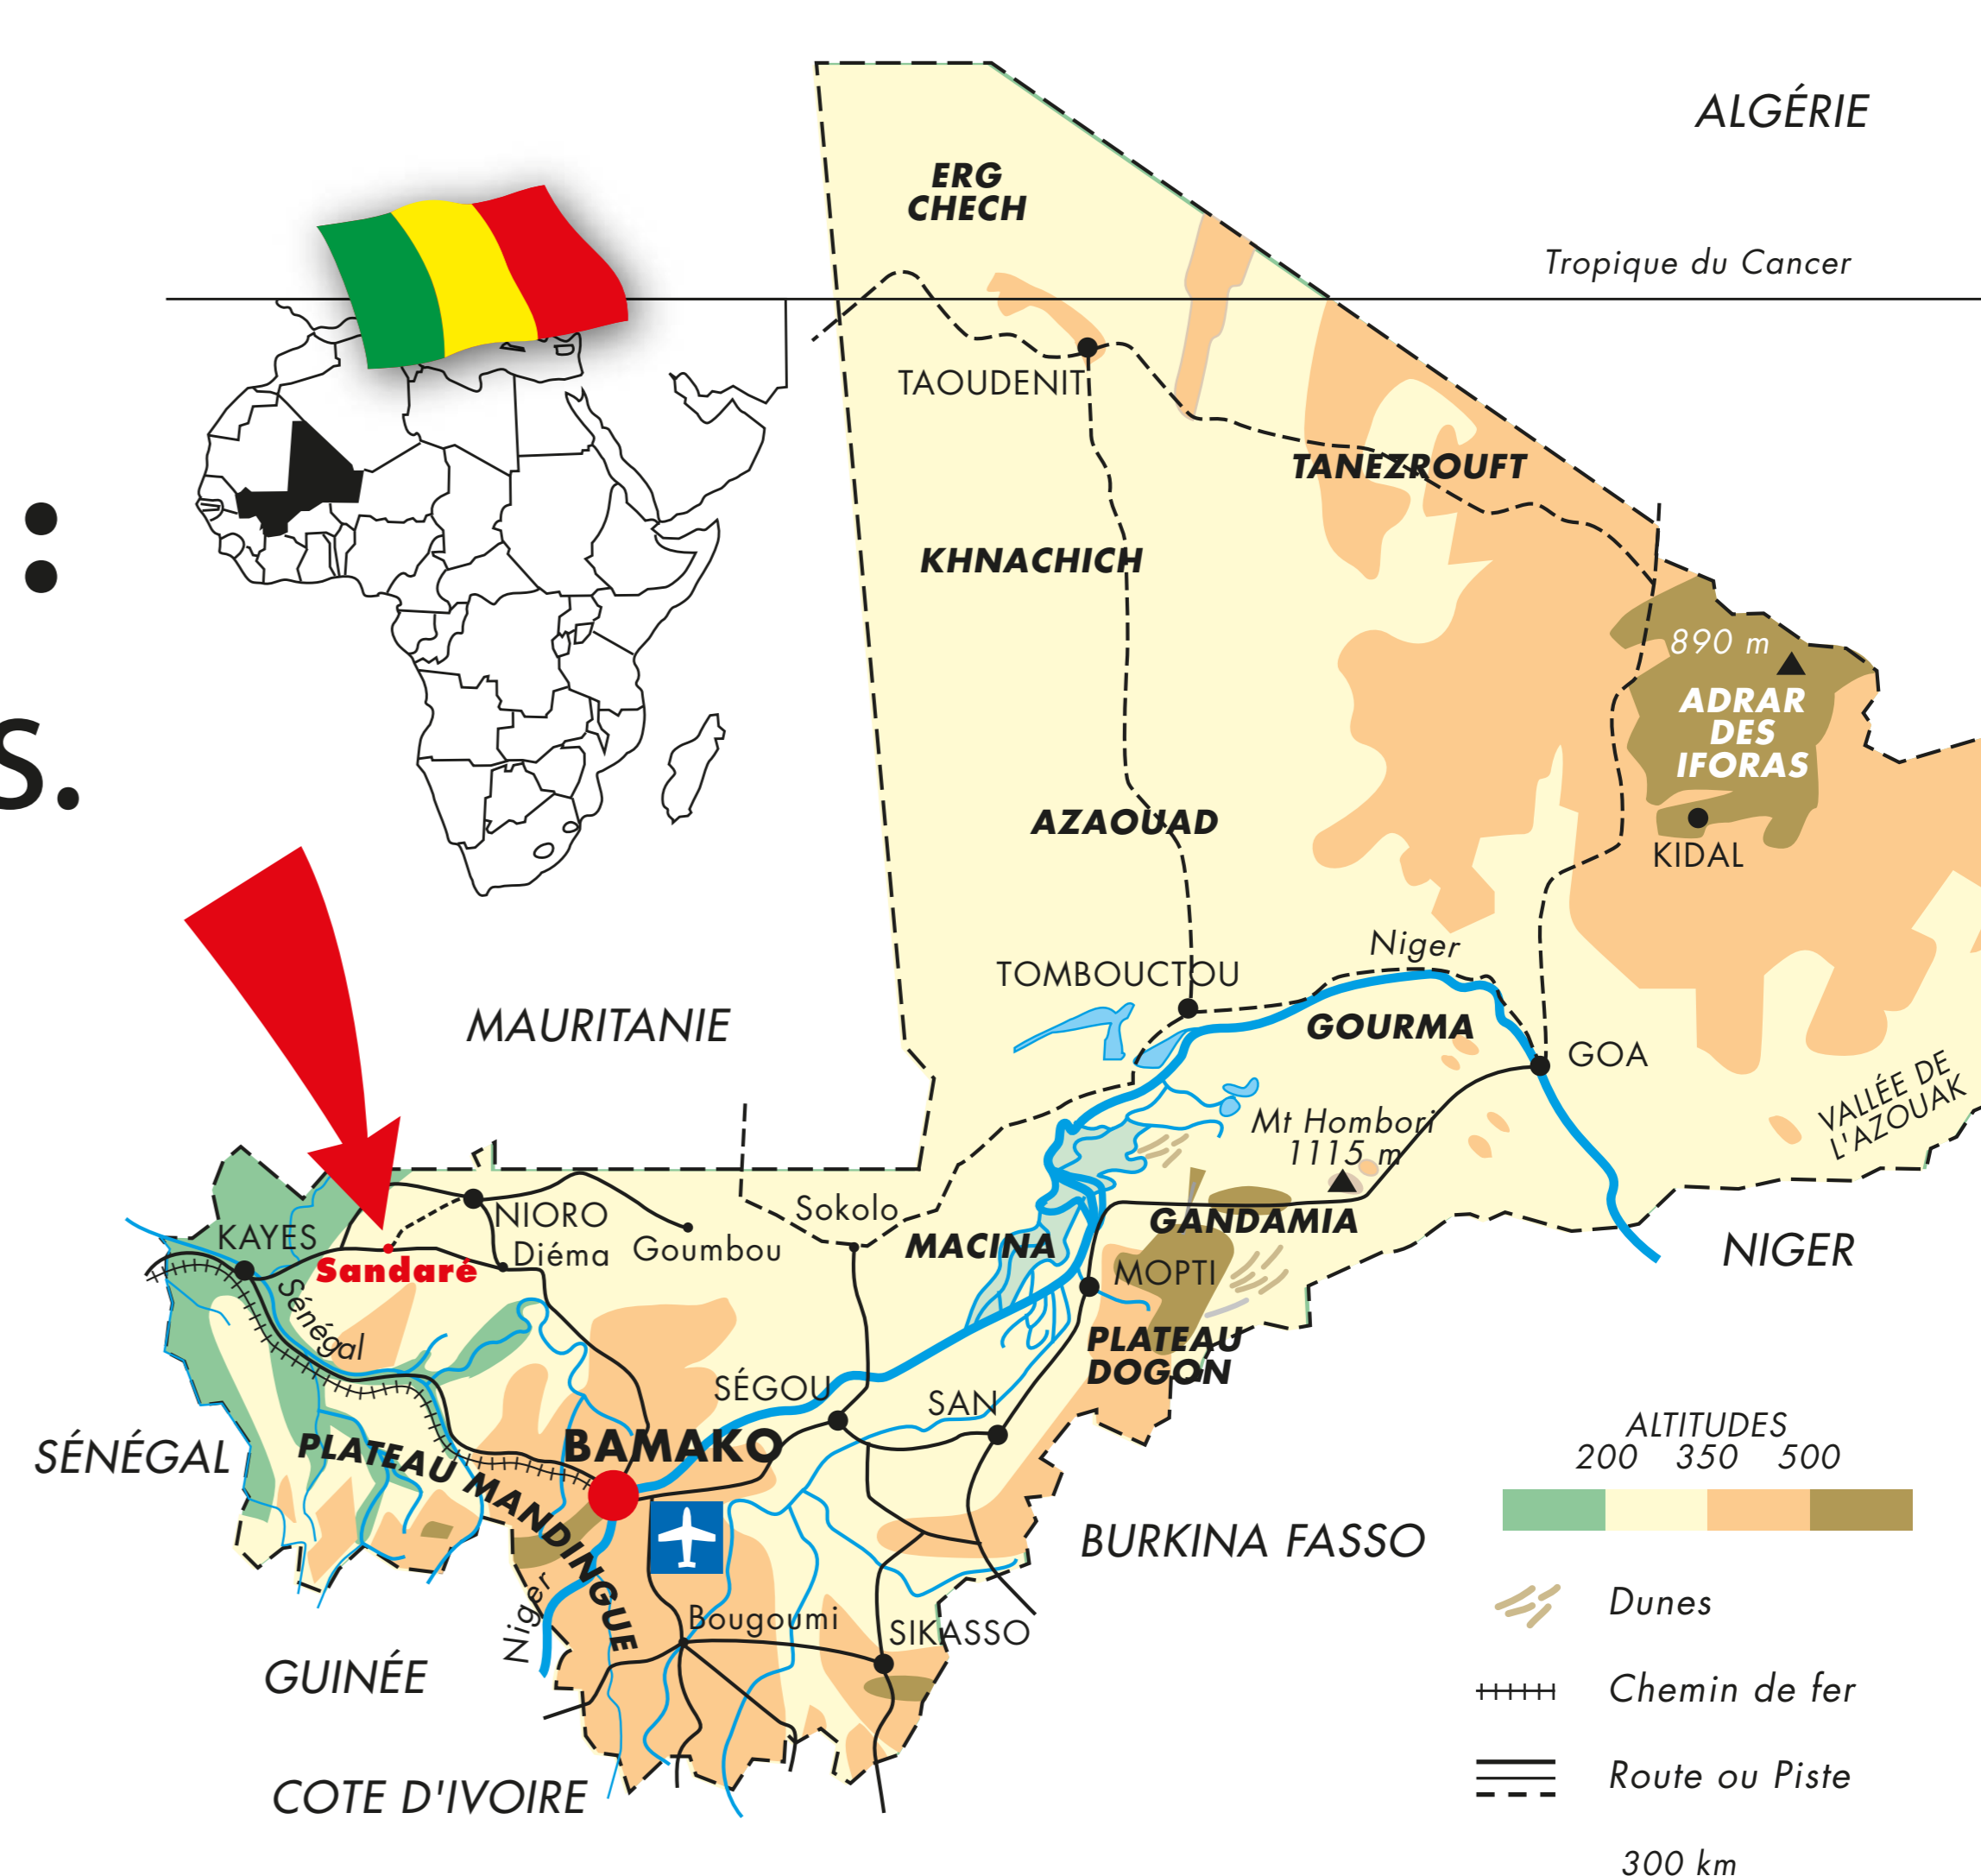 ALGÉRIE
ERG
CHECH
Tropique du Cancer
TAOUDENIT
TANEZROUFT
:
KHNACHICH
890 m
ADRAR
DES
IFORAS
s.
AZAOUAD
KIDAL
Niger
TOMBOUCTOU
MAURITANIE
GOURMA
GOA
VALLÉE DE
L'AZOUAK
Mt Hombori
1115 m
NIORO
Sokolo
KAYES
Diéma
Goumbou
MACINA
GANDAMIA
NIGER
Sandaré
MOPTI
Sénégal
PLATEAU
DOGON
SÉGOU
SAN
SÉNÉGAL
PLATEAU MANDINGUE
BAMAKO
ALTITUDES
200 350 500
BURKINA FASSO
Niger
Bougoumi
SIKASSO
Dunes
GUINÉE
Chemin de fer
COTE D'IVOIRE
Route ou Piste
300 km